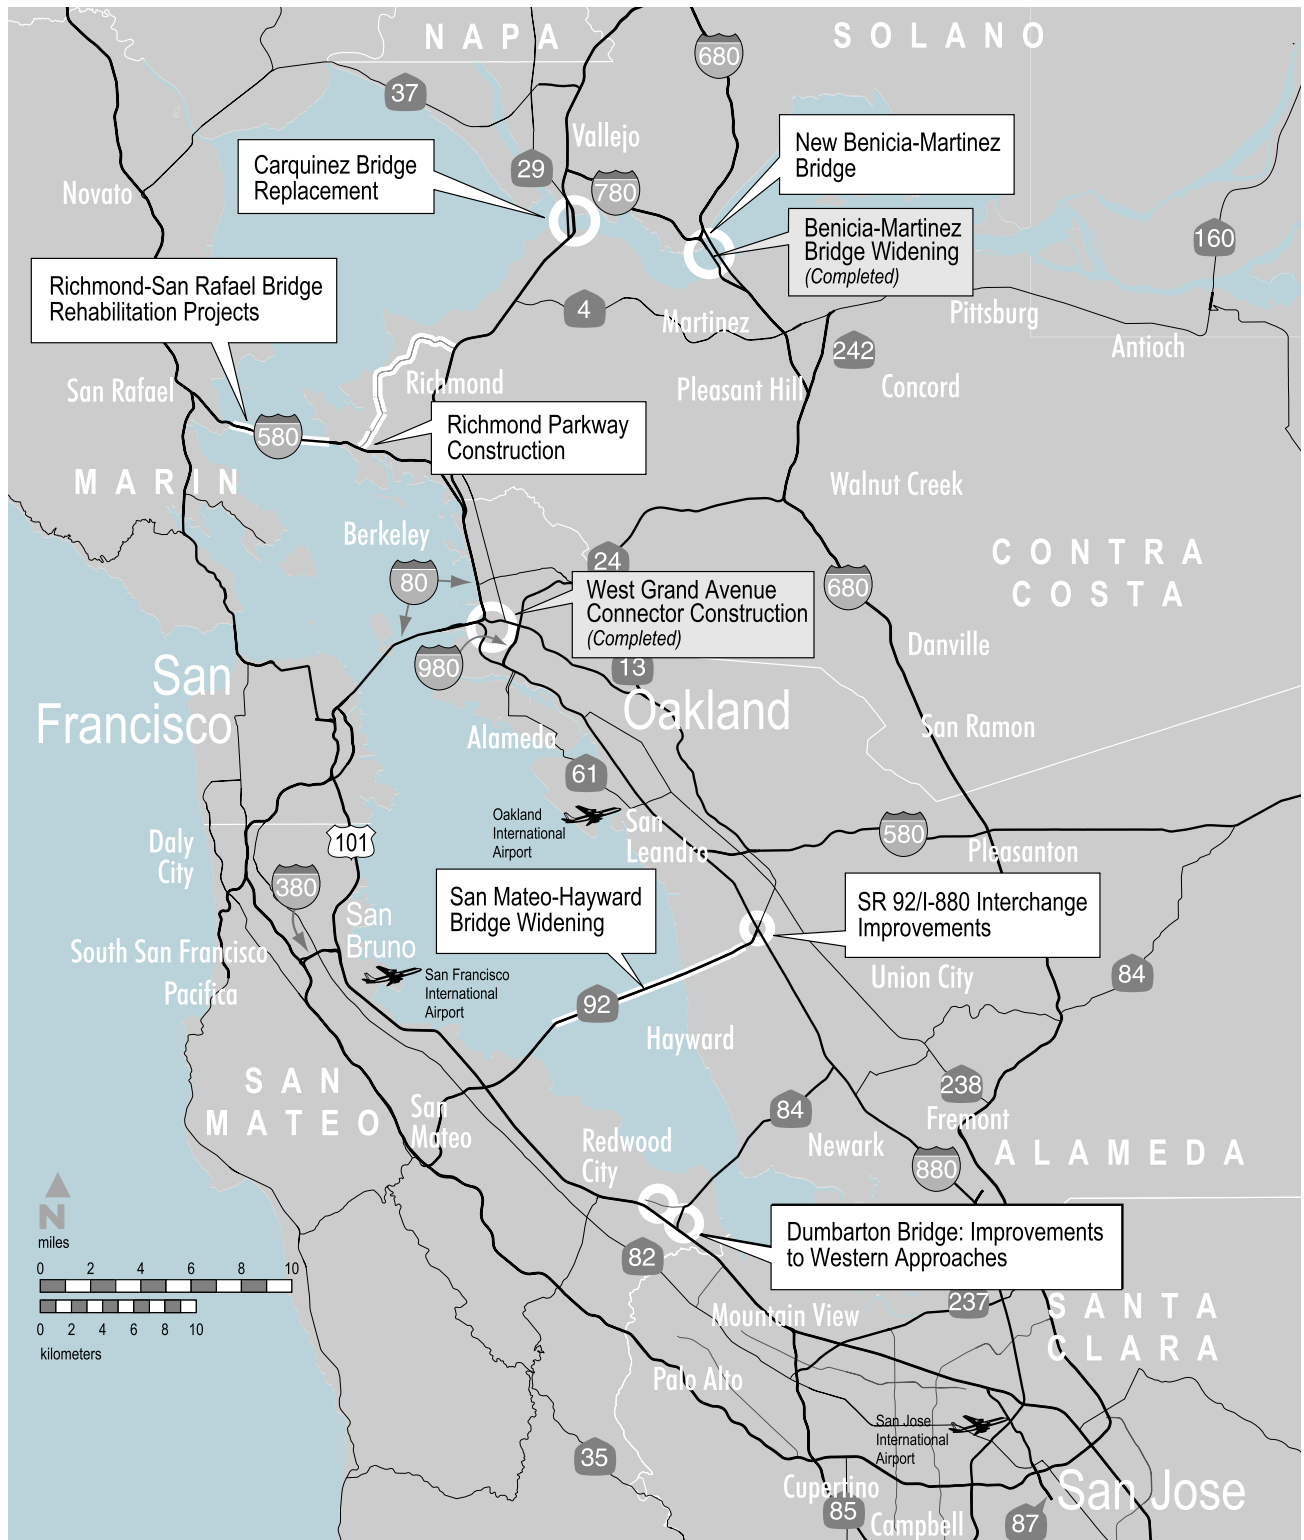 NAPA
SOLANO
680
37
Vallejo
New Benicia-Martinez
Bridge
Carquinez Bridge
Replacement
29
780
Novato
Benicia-Martinez
Bridge Widening
(Completed)
160
Richmond-San Rafael Bridge
Rehabilitation Projects
4
Martinez
Pittsburg
Antioch
242
San Rafael
Richmond
Pleasant Hill
Concord
580
Richmond Parkway
Construction
MARIN
Walnut Creek
Berkeley
CONTRA
COSTA
24
80
680
West Grand Avenue
Connector Construction
(Completed)
980
13
Danville
San
Francisco
Oakland
San Ramon
Alameda
61
Oakland
International
Airport
San
Leandro
580
Pleasanton
101
Daly
City
380
San Mateo-Hayward
Bridge Widening
SR 92/I-880 Interchange
Improvements
San
Bruno
South San Francisco
Pacifica
San Francisco
International
Airport
Union City
84
92
Hayward
SAN
MATEO
238
San
Mateo
84
Fremont
Redwood
City
Newark
ALAMEDA
880
N
miles
0 2 4 6 8 10
0 2 4 6 8 10
kilometers
Dumbarton Bridge: Improvements
to Western Approaches
82
237
SANTA
CLARA
Mountain View
Palo Alto
San Jose
International
Airport
35
Cupertino
85
Campbell
San Jose
87